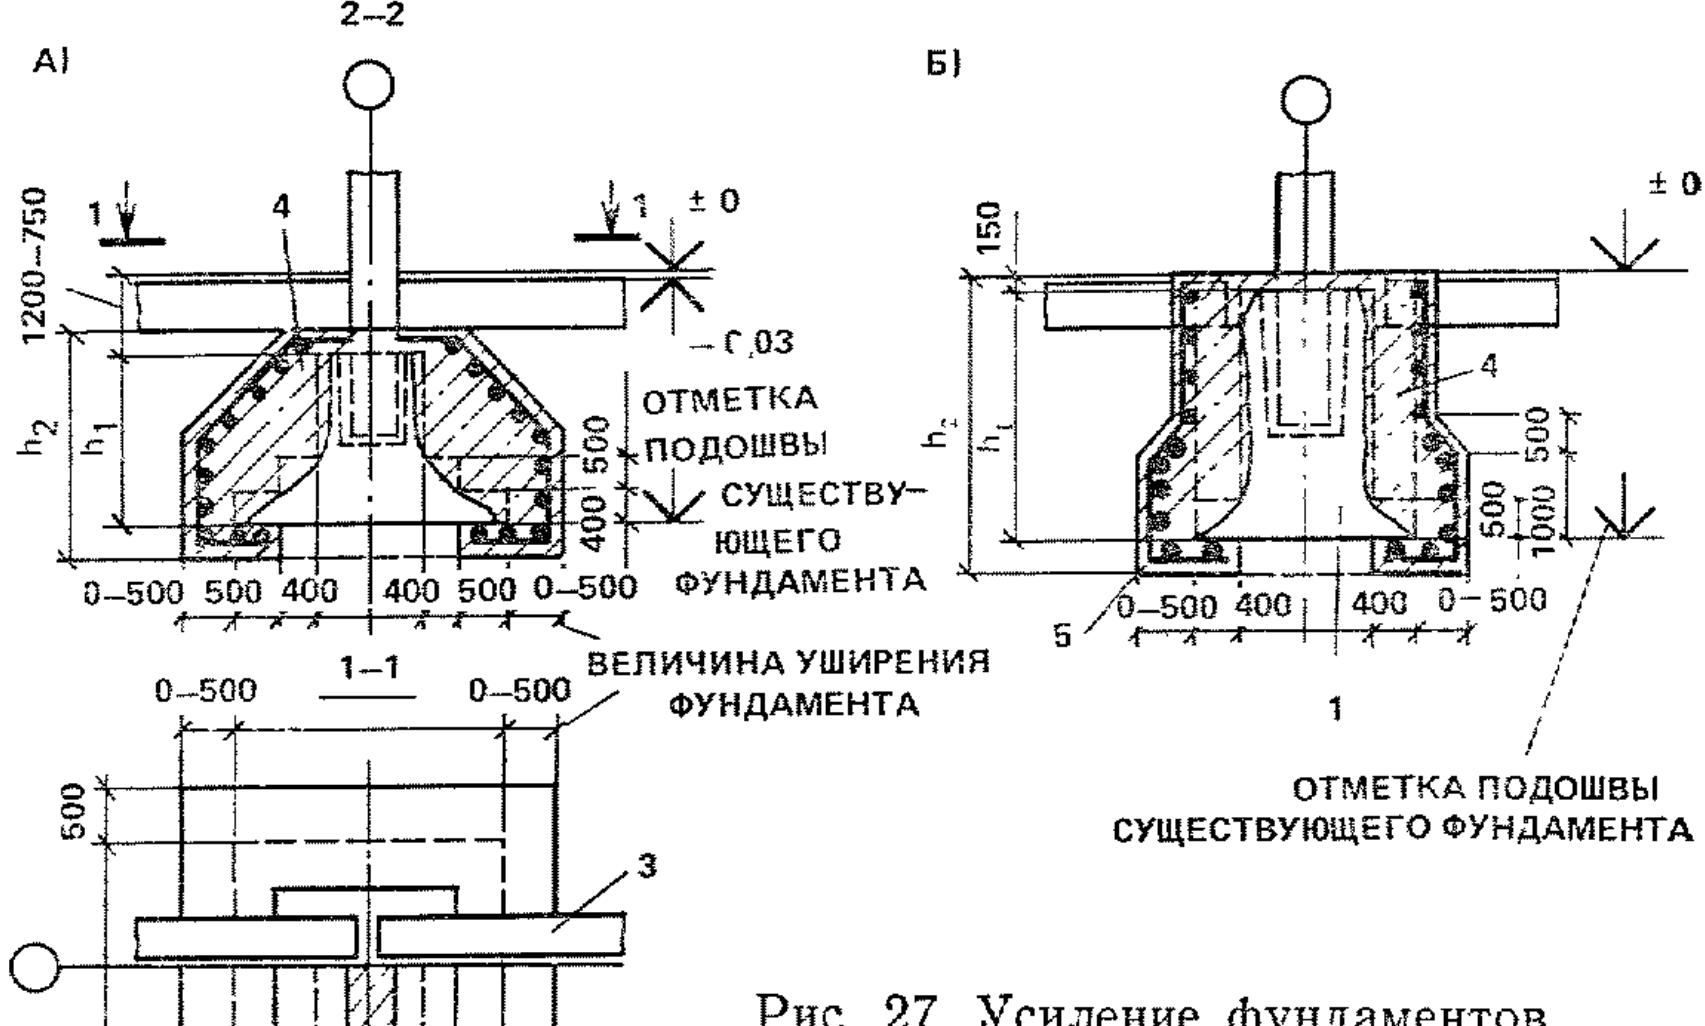 2–2
А)
1
4
1
± 0
1200–750
– 0,03
h2
h1
ОТМЕТКА
ПОДОШВЫ
СУЩЕСТВУ–
ЮЩЕГО
ФУНДАМЕНТА
500
400
0–500 500 400 400 500 0–500
ВЕЛИЧИНА УШИРЕНИЯ
ФУНДАМЕНТА
1–1
0–500 0–500
500
3
Б)
± 0
150
4
h2
h1
500
500
1000
0–500 400 400 0–500
5
1
ОТМЕТКА ПОДОШВЫ
СУЩЕСТВУЮЩЕГО ФУНДАМЕНТА
Рис. 27. Усиление фундаментов